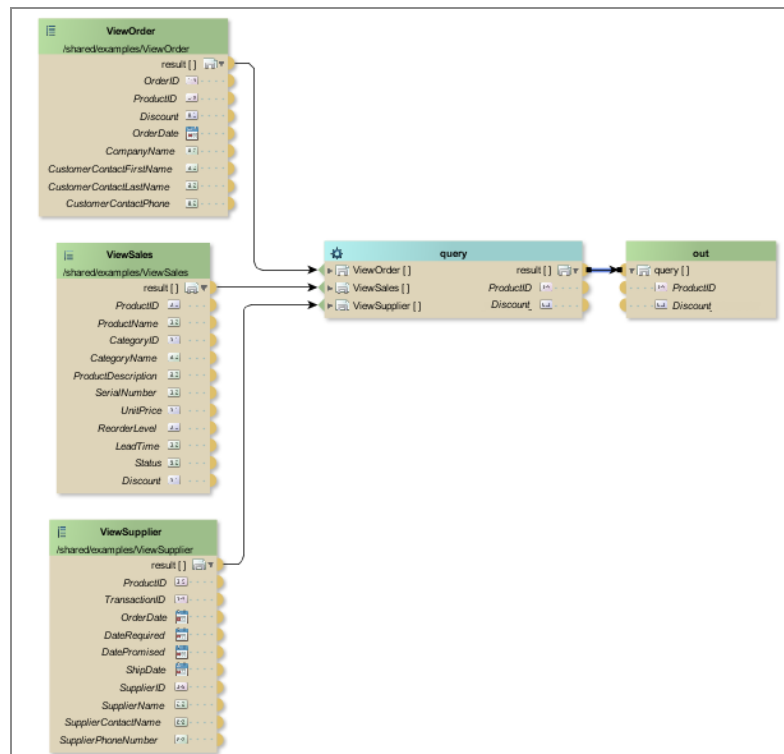 ViewOrder
/shared/examples/ViewOrder
result [ ]
OrderID
ProductID
Discount
OrderDate
CompanyName
CustomerContactFirstName
CustomerContactLastName
CustomerContactPhone
ViewSales
/shared/examples/ViewSales
result [ ]
ProductID
ProductName
CategoryID
CategoryName
ProductDescription
SerialNumber
UnitPrice
ReorderLevel
LeadTime
Status
Discount
ViewSupplier
/shared/examples/ViewSupplier
result [ ]
ProductID
TransactionID
OrderDate
DateRequired
DatePromised
ShipDate
SupplierID
SupplierName
SupplierContactName
SupplierPhoneNumber
query
ViewOrder [ ] result [ ]
ViewSales [ ] ProductID
ViewSupplier [ ] Discount_
out
query [ ]
ProductID
Discount_